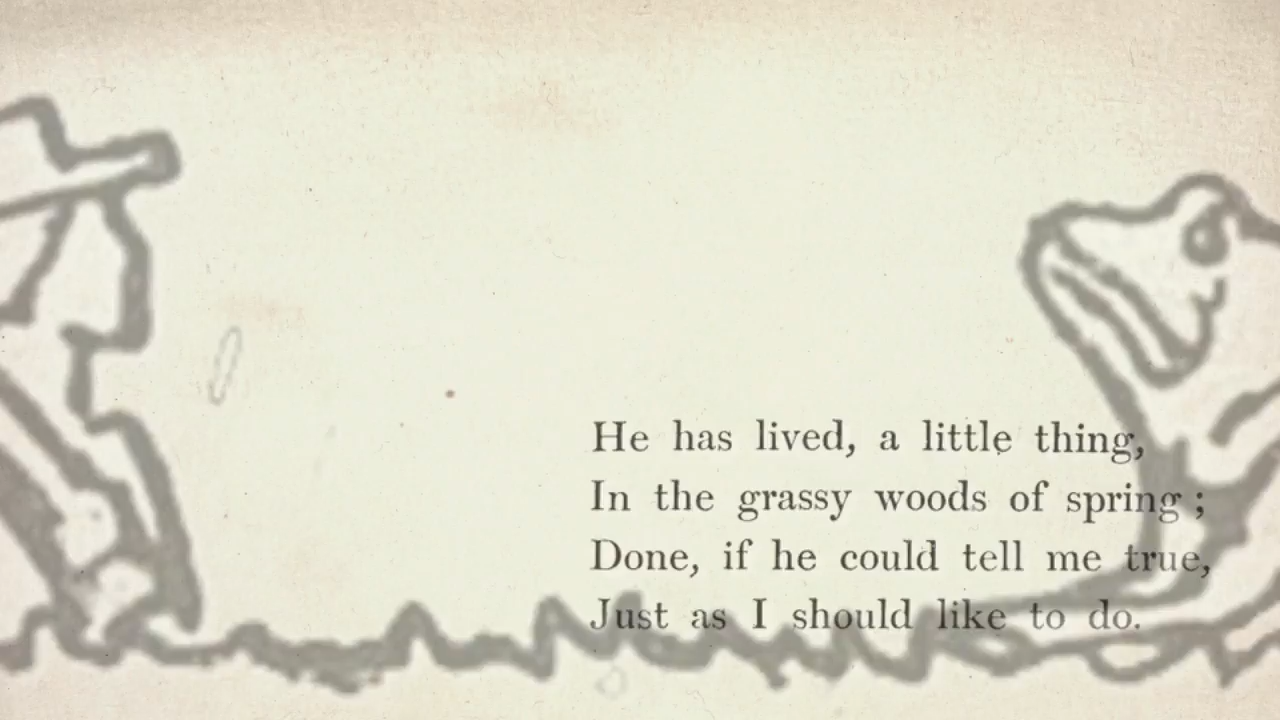 He has lived, a little thing,
In the grassy woods of spring ;
Done, if he could tell me true,
Just as I should like to do.